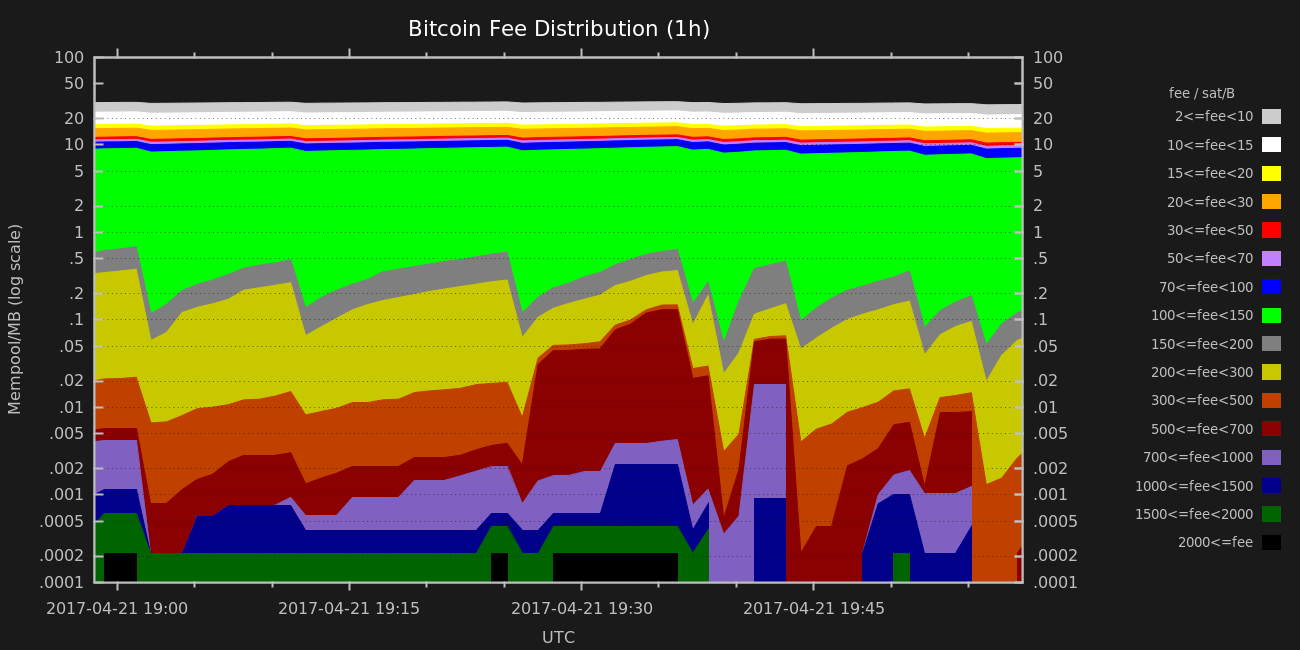 Bitcoin Fee Distribution (1h)
100 100
50 50
20 20
10 10
5 5
2 2
1 1
.5 .5
.2 .2
.1 .1
.05 .05
.02 .02
.01 .01
.005 .005
.002 .002
.001 .001
.0005 .0005
.0002 .0002
.0001 .0001
Mempool/MB (log scale)
2017-04-21 19:00 2017-04-21 19:15 2017-04-21 19:30 2017-04-21 19:45
UTC
fee / sat/B
2<=fee<10
10<=fee<15
15<=fee<20
20<=fee<30
30<=fee<50
50<=fee<70
70<=fee<100
100<=fee<150
150<=fee<200
200<=fee<300
300<=fee<500
500<=fee<700
700<=fee<1000
1000<=fee<1500
1500<=fee<2000
2000<=fee